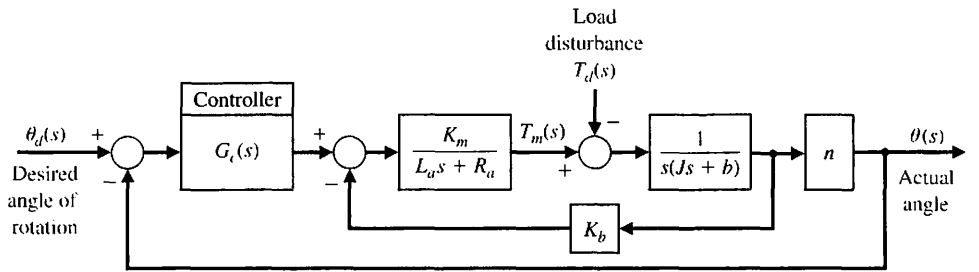 Load
disturbance
T_d(s)
Controller
θ_d(s)
+
−
Desired
angle of
rotation
G_c(s)
+
−
K_m
L_a s + R_a
T_m(s)
+
−
1
s(Js + b)
n
θ(s)
Actual
angle
K_b